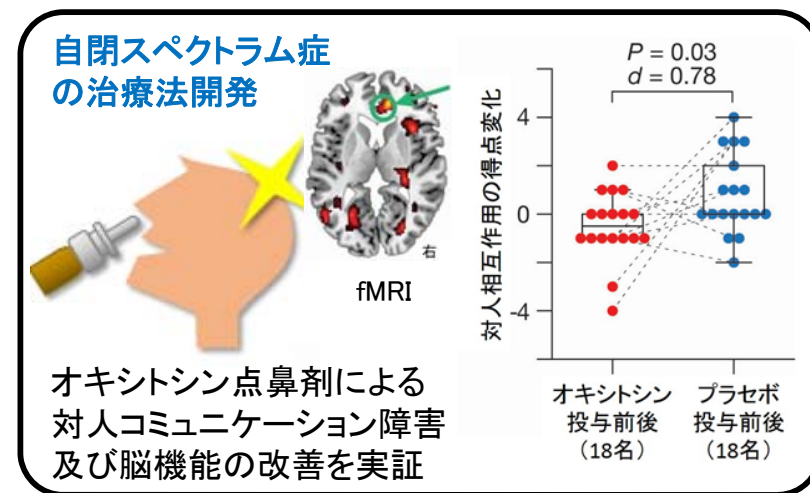 自閉スペクトラム症
の治療法開発
右
fMRI
オキシトシン点鼻剤による
対人コミュニケーション障害
及び脳機能の改善を実証
P = 0.03
d = 0.78
対人相互作用の得点変化
4
0
-4
オキシトシン
投与前後
（18名）
プラセボ
投与前後
（18名）